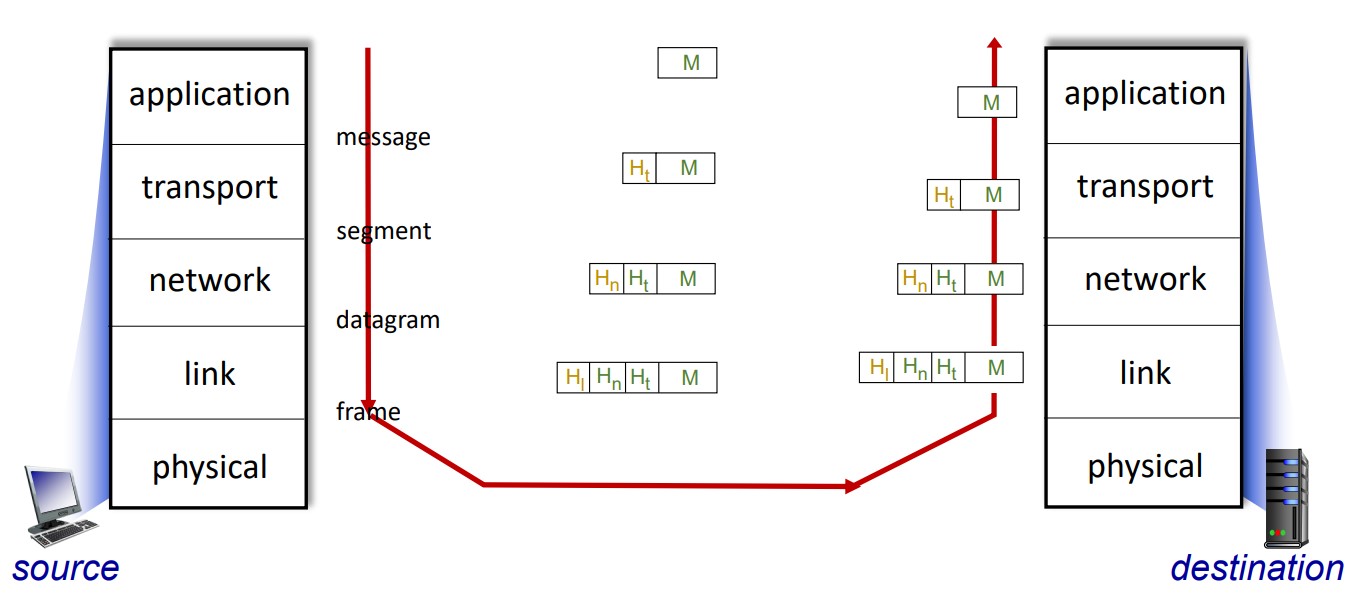 application
transport
network
link
physical
source
message
segment
datagram
frame
M
H_t M
H_n H_t M
H_l H_n H_t M
M
H_t M
H_n H_t M
H_l H_n H_t M
application
transport
network
link
physical
destination